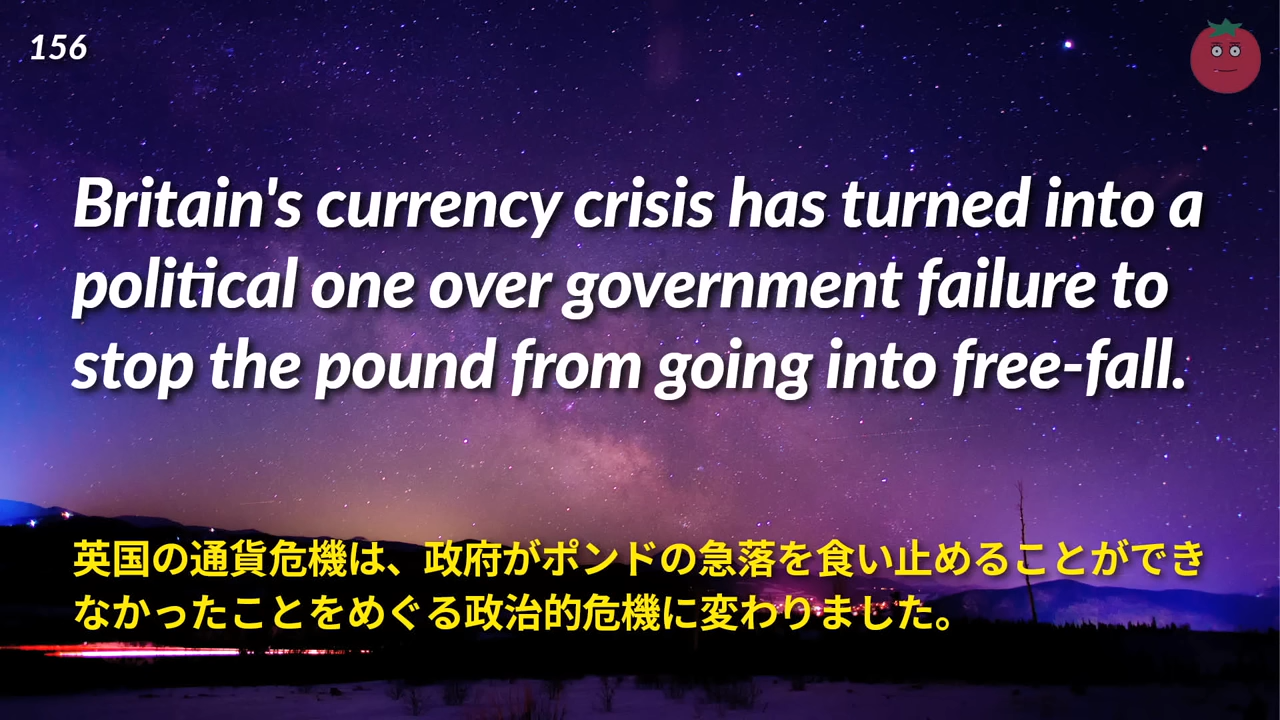 156
Britain's currency crisis has turned into a
political one over government failure to
stop the pound from going into free-fall.
英国の通貨危機は、政府がポンドの急落を食い止めることができ
なかったことをめぐる政治的危機に変わりました。